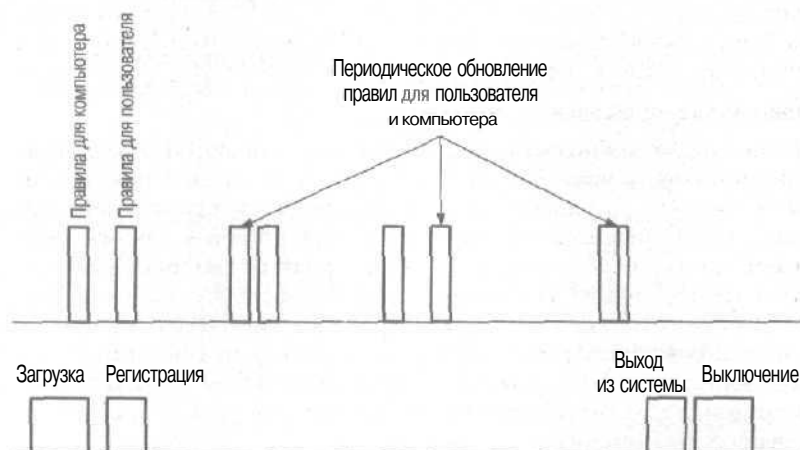 Правила для компьютера
Правила для пользователя
Периодическое обновление
правил для пользователя
и компьютера
Загрузка
Регистрация
Выход
из системы
Выключение